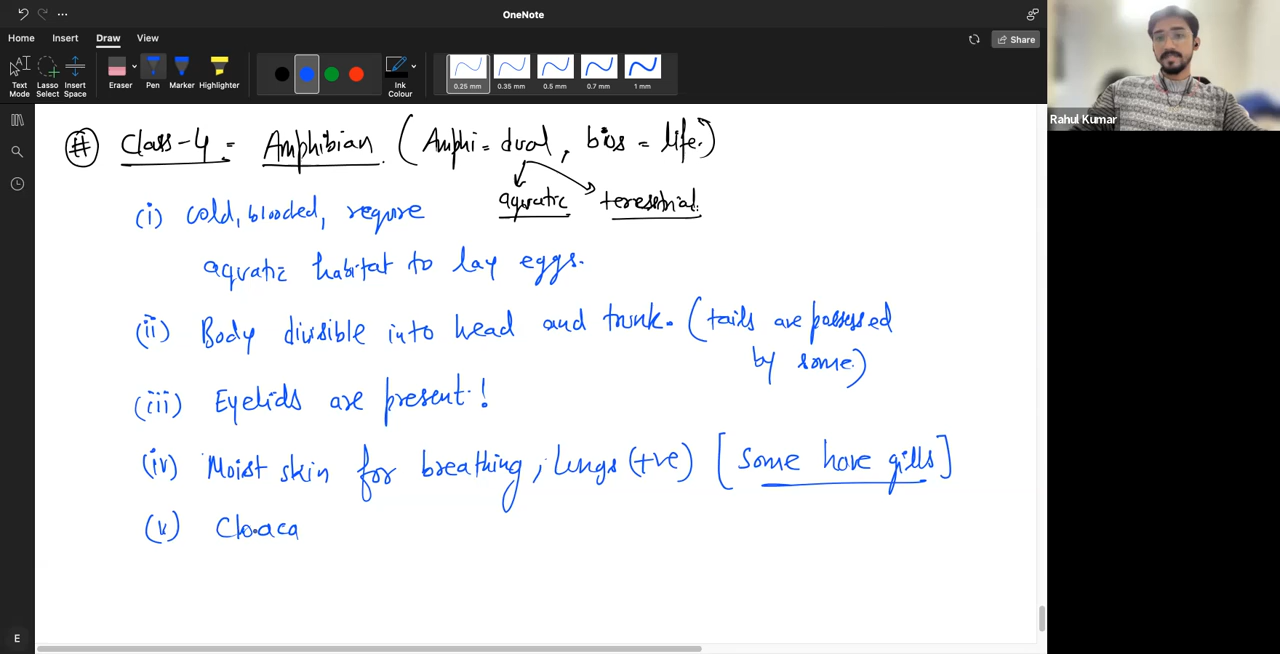 OneNote
Home Insert Draw View
Share
Text Mode Lasso Select Insert Space Eraser Pen Marker Highlighter Ink Colour 0.25 mm 0.35 mm 0.5 mm 0.7 mm 1 mm
Rahul Kumar
# Class-4 = Amphibian (Amphi = dual, bios = life.)
aquatic terestrial
(i) cold, blooded, require
aquatic habitat to lay eggs.
(ii) Body divisible into head and trunk. (tails are possessed
by some.)
(iii) Eyelids are present!
(iv) Moist skin for breathing, lungs (+ve) [some have gills]
(v) Cloaca
E